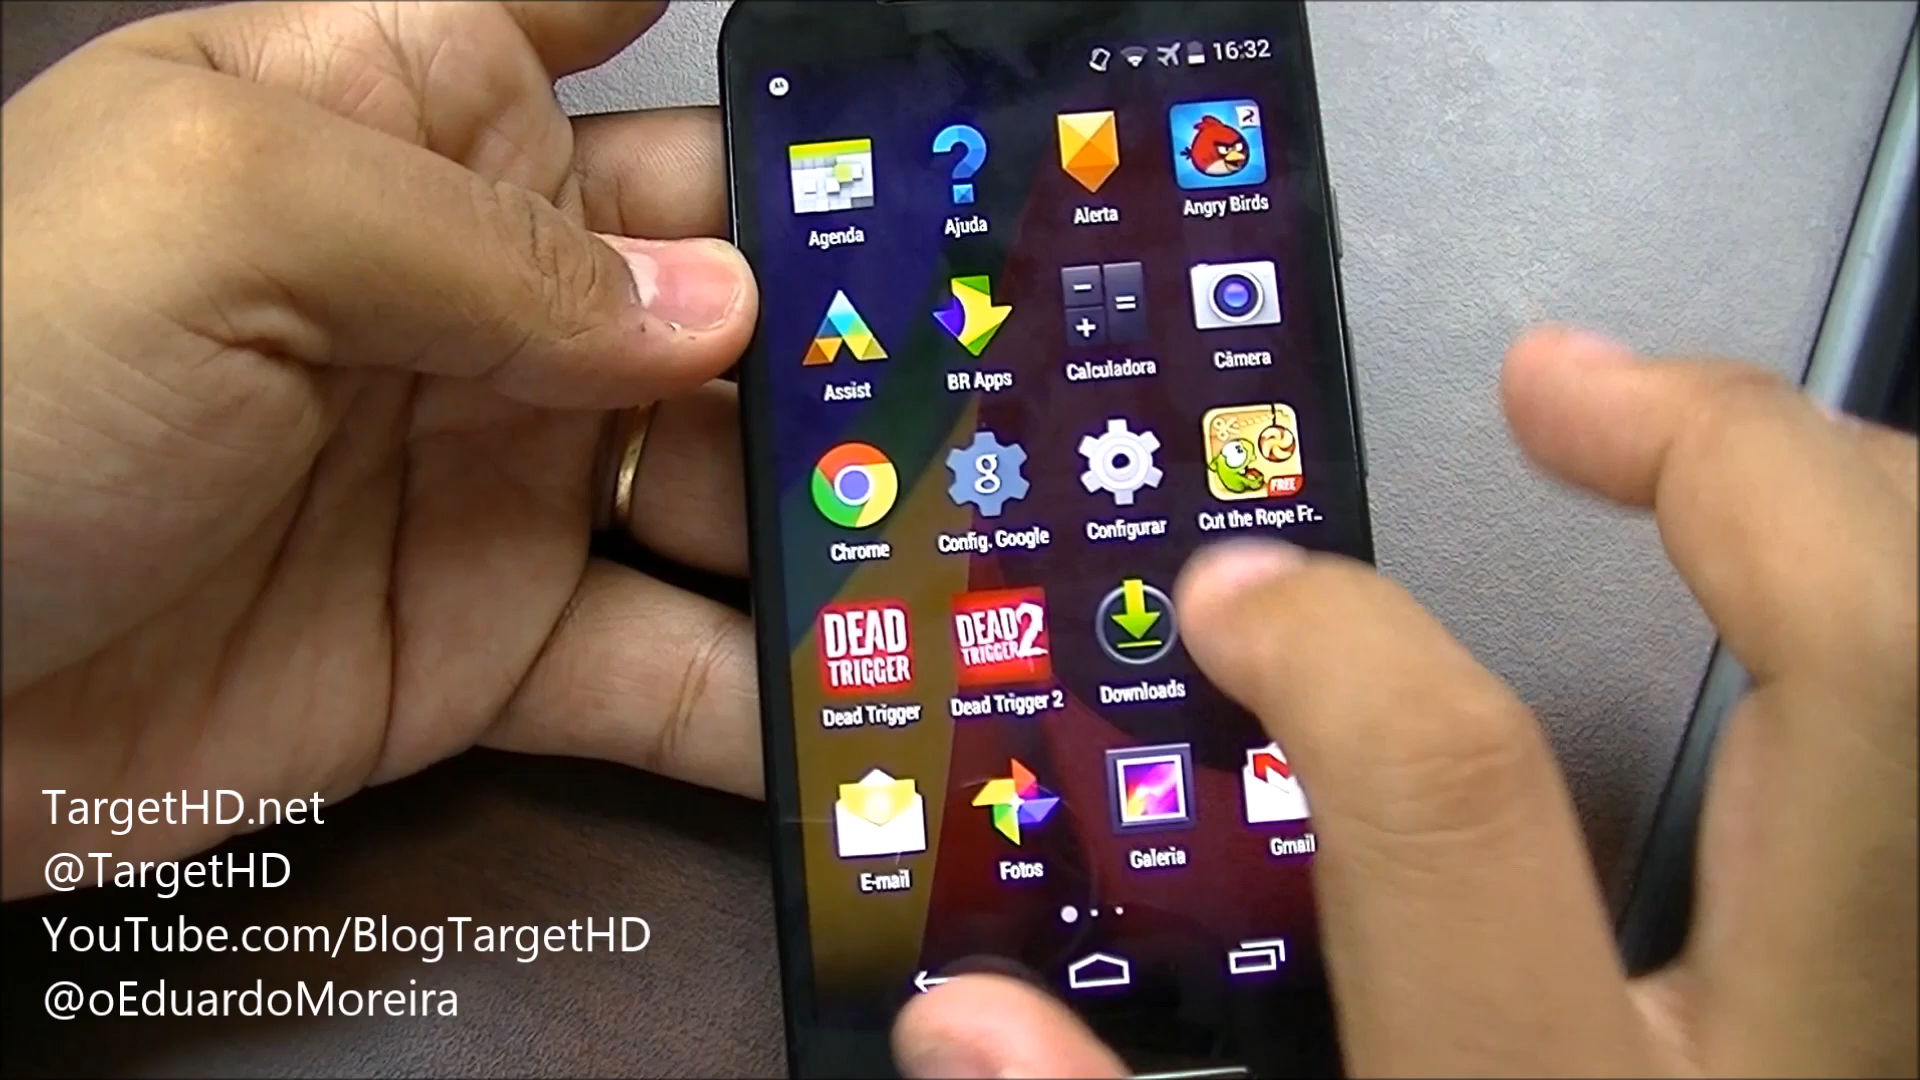 16:32
Agenda
Ajuda
Alerta
Angry Birds
Assist
BR Apps
Calculadora
Câmera
Chrome
g
Config. Google
Configurar
FREE
Cut the Rope Fr...
DEAD
TRIGGER
Dead Trigger
DEAD 2
TRIGGER
Dead Trigger 2
Downloads
E-mail
Fotos
Galeria
Gmail
TargetHD.net
@TargetHD
YouTube.com/BlogTargetHD
@oEduardoMoreira